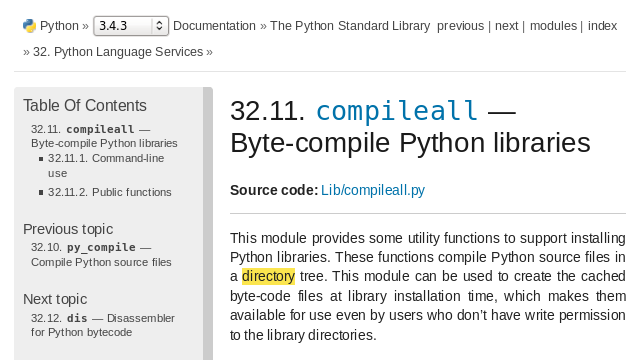 Python » 3.4.3 Documentation » The Python Standard Library previous | next | modules | index
» 32. Python Language Services »
Table Of Contents
32.11. compileall —
Byte-compile Python libraries
32.11.1. Command-line
use
32.11.2. Public functions
Previous topic
32.10. py_compile —
Compile Python source files
Next topic
32.12. dis — Disassembler
for Python bytecode
32.11. compileall —
Byte-compile Python libraries
Source code: Lib/compileall.py
This module provides some utility functions to support installing
Python libraries. These functions compile Python source files in
a directory tree. This module can be used to create the cached
byte-code files at library installation time, which makes them
available for use even by users who don’t have write permission
to the library directories.